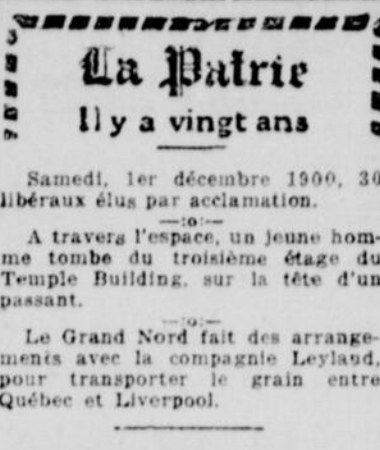 La Patrie
Il y a vingt ans
Samedi, 1er décembre 1900, 30
libéraux élus par acclamation.
—:o:—
A travers l'espace, un jeune hom-
me tombe du troisième étage du
Temple Building, sur la tête d'un
passant.
—:o:—
Le Grand Nord fait des arrange-
ments avec la compagnie Leyland,
pour transporter le grain entre
Québec et Liverpool.